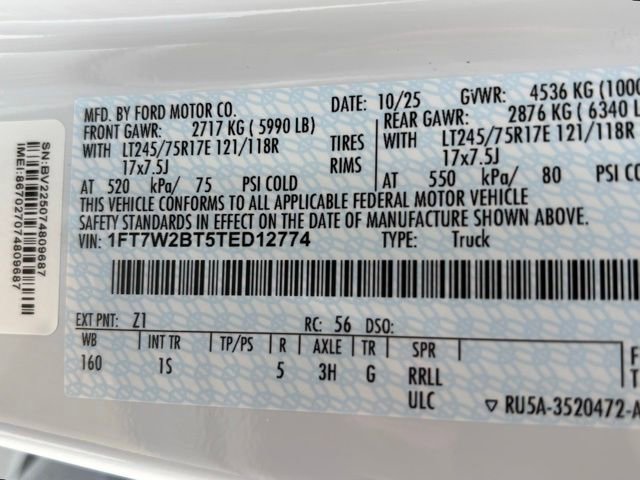 SN:BV225074809687
IMEI:867027074809687
MFD. BY FORD MOTOR CO.
DATE: 10/25 GVWR: 4536 KG (1000
FRONT GAWR: 2717 KG ( 5990 LB)
REAR GAWR: 2876 KG ( 6340 L
WITH LT245/75R17E 121/118R TIRES WITH LT245/75R17E 121/118R
17x7.5J RIMS 17x7.5J
AT 520 kPa/ 75 PSI COLD AT 550 kPa/ 80 PSI CO
THIS VEHICLE CONFORMS TO ALL APPLICABLE FEDERAL MOTOR VEHICLE
SAFETY STANDARDS IN EFFECT ON THE DATE OF MANUFACTURE SHOWN ABOVE.
VIN: 1FT7W2BT5TED12774 TYPE: Truck
EXT PNT: Z1 RC: 56 DSO:
WB INT TR TP/PS R AXLE TR SPR
160 1S 5 3H G RRLL
ULC ▽ RU5A-3520472-A